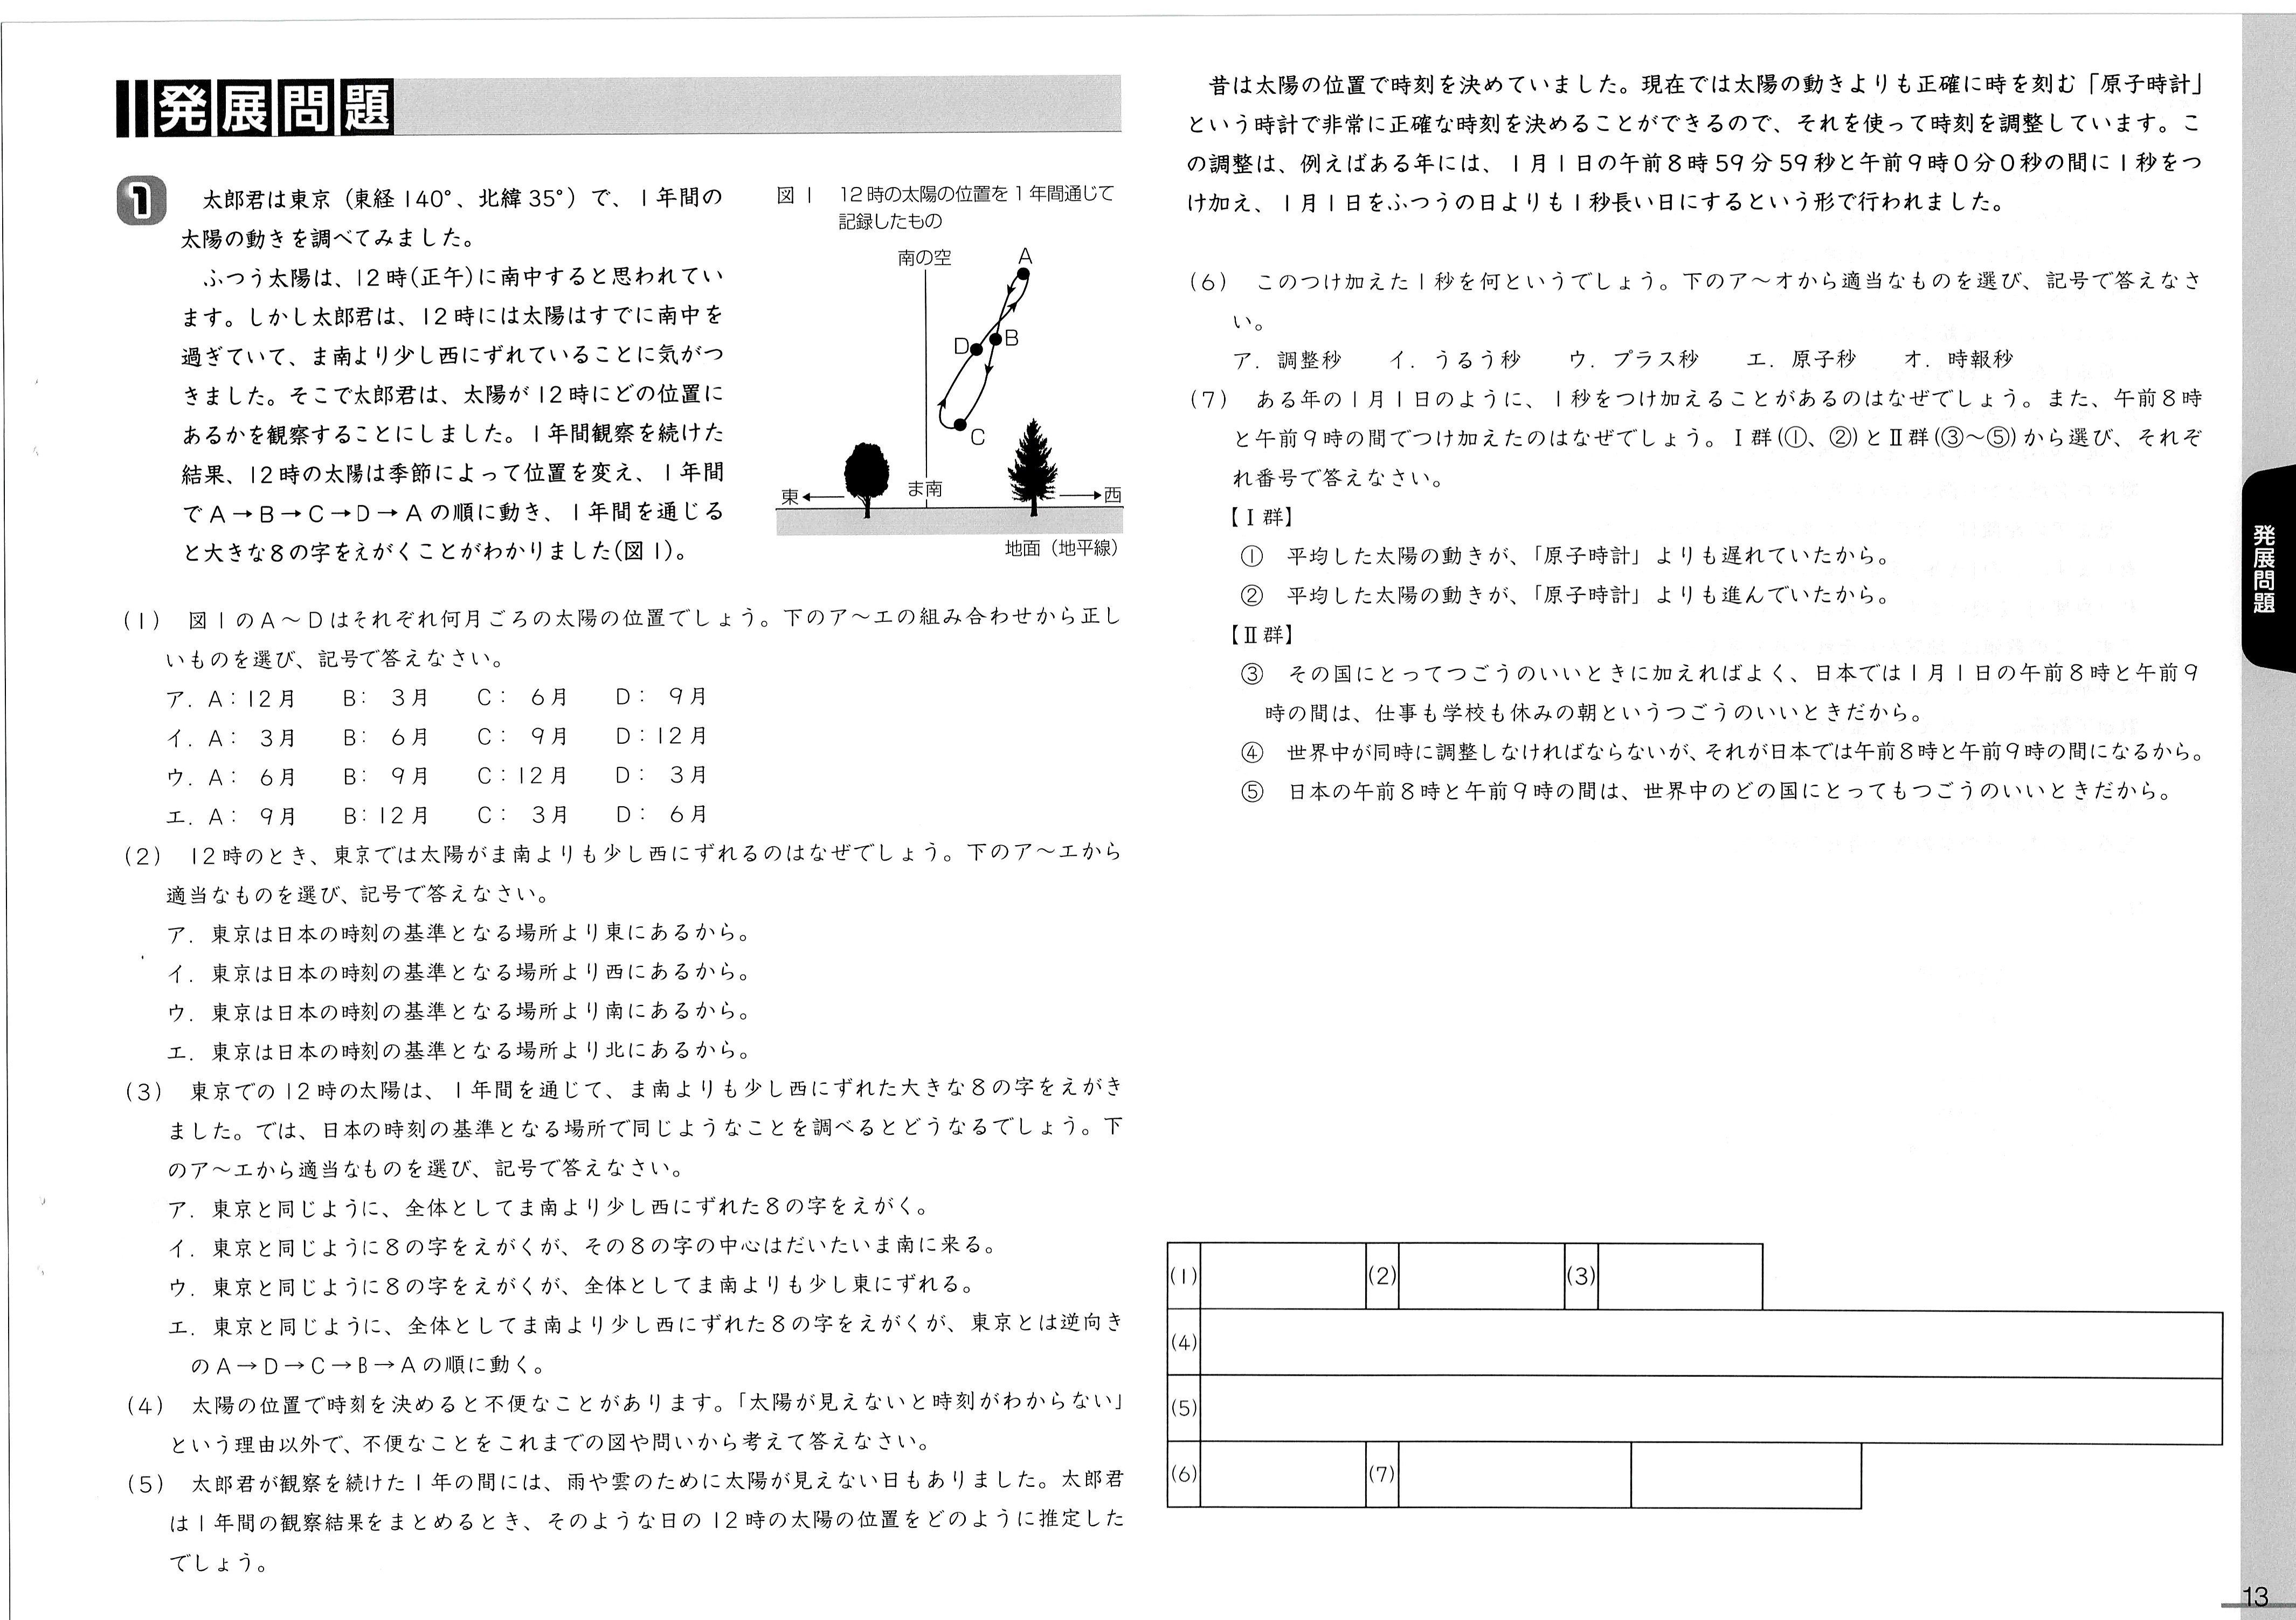 発展問題
1 太郎君は東京（東経140°、北緯35°）で、1年間の
太陽の動きを調べてみました。
ふつう太陽は、12時(正午)に南中すると思われてい
ます。しかし太郎君は、12時には太陽はすでに南中を
過ぎていて、ま南より少し西にずれていることに気がつ
きました。そこで太郎君は、太陽が12時にどの位置に
あるかを観察することにしました。1年間観察を続けた
結果、12時の太陽は季節によって位置を変え、1年間
でA→B→C→D→Aの順に動き、1年間を通じる
と大きな8の字をえがくことがわかりました(図1)。
図1 12時の太陽の位置を1年間通じて
記録したもの
南の空
A
B
D
C
東
ま南
西
地面（地平線）
(1) 図1のA～Dはそれぞれ何月ごろの太陽の位置でしょう。下のア～エの組み合わせから正し
いものを選び、記号で答えなさい。
ア．A：12月 B： 3月 C： 6月 D： 9月
イ．A： 3月 B： 6月 C： 9月 D：12月
ウ．A： 6月 B： 9月 C：12月 D： 3月
エ．A： 9月 B：12月 C： 3月 D： 6月
(2) 12時のとき、東京では太陽がま南よりも少し西にずれるのはなぜでしょう。下のア～エから
適当なものを選び、記号で答えなさい。
ア．東京は日本の時刻の基準となる場所より東にあるから。
イ．東京は日本の時刻の基準となる場所より西にあるから。
ウ．東京は日本の時刻の基準となる場所より南にあるから。
エ．東京は日本の時刻の基準となる場所より北にあるから。
(3) 東京での12時の太陽は、1年間を通じて、ま南よりも少し西にずれた大きな8の字をえがき
ました。では、日本の時刻の基準となる場所で同じようなことを調べるとどうなるでしょう。下
のア～エから適当なものを選び、記号で答えなさい。
ア．東京と同じように、全体としてま南より少し西にずれた8の字をえがく。
イ．東京と同じように8の字をえがくが、その8の字の中心はだいたいま南に来る。
ウ．東京と同じように8の字をえがくが、全体としてま南よりも少し東にずれる。
エ．東京と同じように、全体としてま南より少し西にずれた8の字をえがくが、東京とは逆向き
のA→D→C→B→Aの順に動く。
(4) 太陽の位置で時刻を決めると不便なことがあります。「太陽が見えないと時刻がわからない」
という理由以外で、不便なことをこれまでの図や問いから考えて答えなさい。
(5) 太郎君が観察を続けた1年の間には、雨や雲のために太陽が見えない日もありました。太郎君
は1年間の観察結果をまとめるとき、そのような日の12時の太陽の位置をどのように推定した
でしょう。
昔は太陽の位置で時刻を決めていました。現在では太陽の動きよりも正確に時を刻む「原子時計」
という時計で非常に正確な時刻を決めることができるので、それを使って時刻を調整しています。こ
の調整は、例えばある年には、1月1日の午前8時59分59秒と午前9時0分0秒の間に1秒をつ
け加え、1月1日をふつうの日よりも1秒長い日にするという形で行われました。
(6) このつけ加えた1秒を何というでしょう。下のア～オから適当なものを選び、記号で答えなさ
い。
ア．調整秒 イ．うるう秒 ウ．プラス秒 エ．原子秒 オ．時報秒
(7) ある年の1月1日のように、1秒をつけ加えることがあるのはなぜでしょう。また、午前8時
と午前9時の間でつけ加えたのはなぜでしょう。Ⅰ群(①、②)とⅡ群(③～⑤)から選び、それぞ
れ番号で答えなさい。
【Ⅰ群】
① 平均した太陽の動きが、「原子時計」よりも遅れていたから。
② 平均した太陽の動きが、「原子時計」よりも進んでいたから。
【Ⅱ群】
③ その国にとってつごうのいいときに加えればよく、日本では1月1日の午前8時と午前9
時の間は、仕事も学校も休みの朝というつごうのいいときだから。
④ 世界中が同時に調整しなければならないが、それが日本では午前8時と午前9時の間になるから。
⑤ 日本の午前8時と午前9時の間は、世界中のどの国にとってもつごうのいいときだから。
(1) (2) (3)
(4)
(5)
(6) (7)
発展問題
13